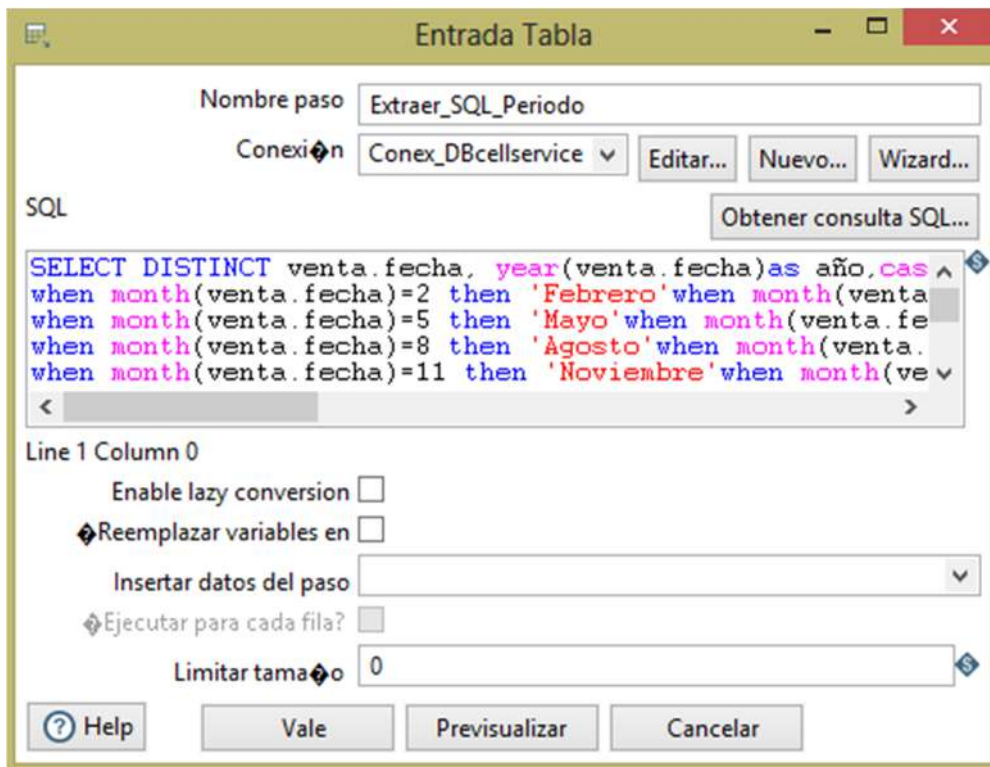 Entrada Tabla
Nombre paso Extraer_SQL_Periodo
Conexi�n Conex_DBcellservice Editar... Nuevo... Wizard...
SQL
Obtener consulta SQL...
SELECT DISTINCT venta.fecha, year(venta.fecha)as año,cas
when month(venta.fecha)=2 then 'Febrero'when month(venta
when month(venta.fecha)=5 then 'Mayo'when month(venta.fe
when month(venta.fecha)=8 then 'Agosto'when month(venta.
when month(venta.fecha)=11 then 'Noviembre'when month(ve
Line 1 Column 0
Enable lazy conversion
�Reemplazar variables en
Insertar datos del paso
�Ejecutar para cada fila?
Limitar tama�o 0
Help Vale Previsualizar Cancelar